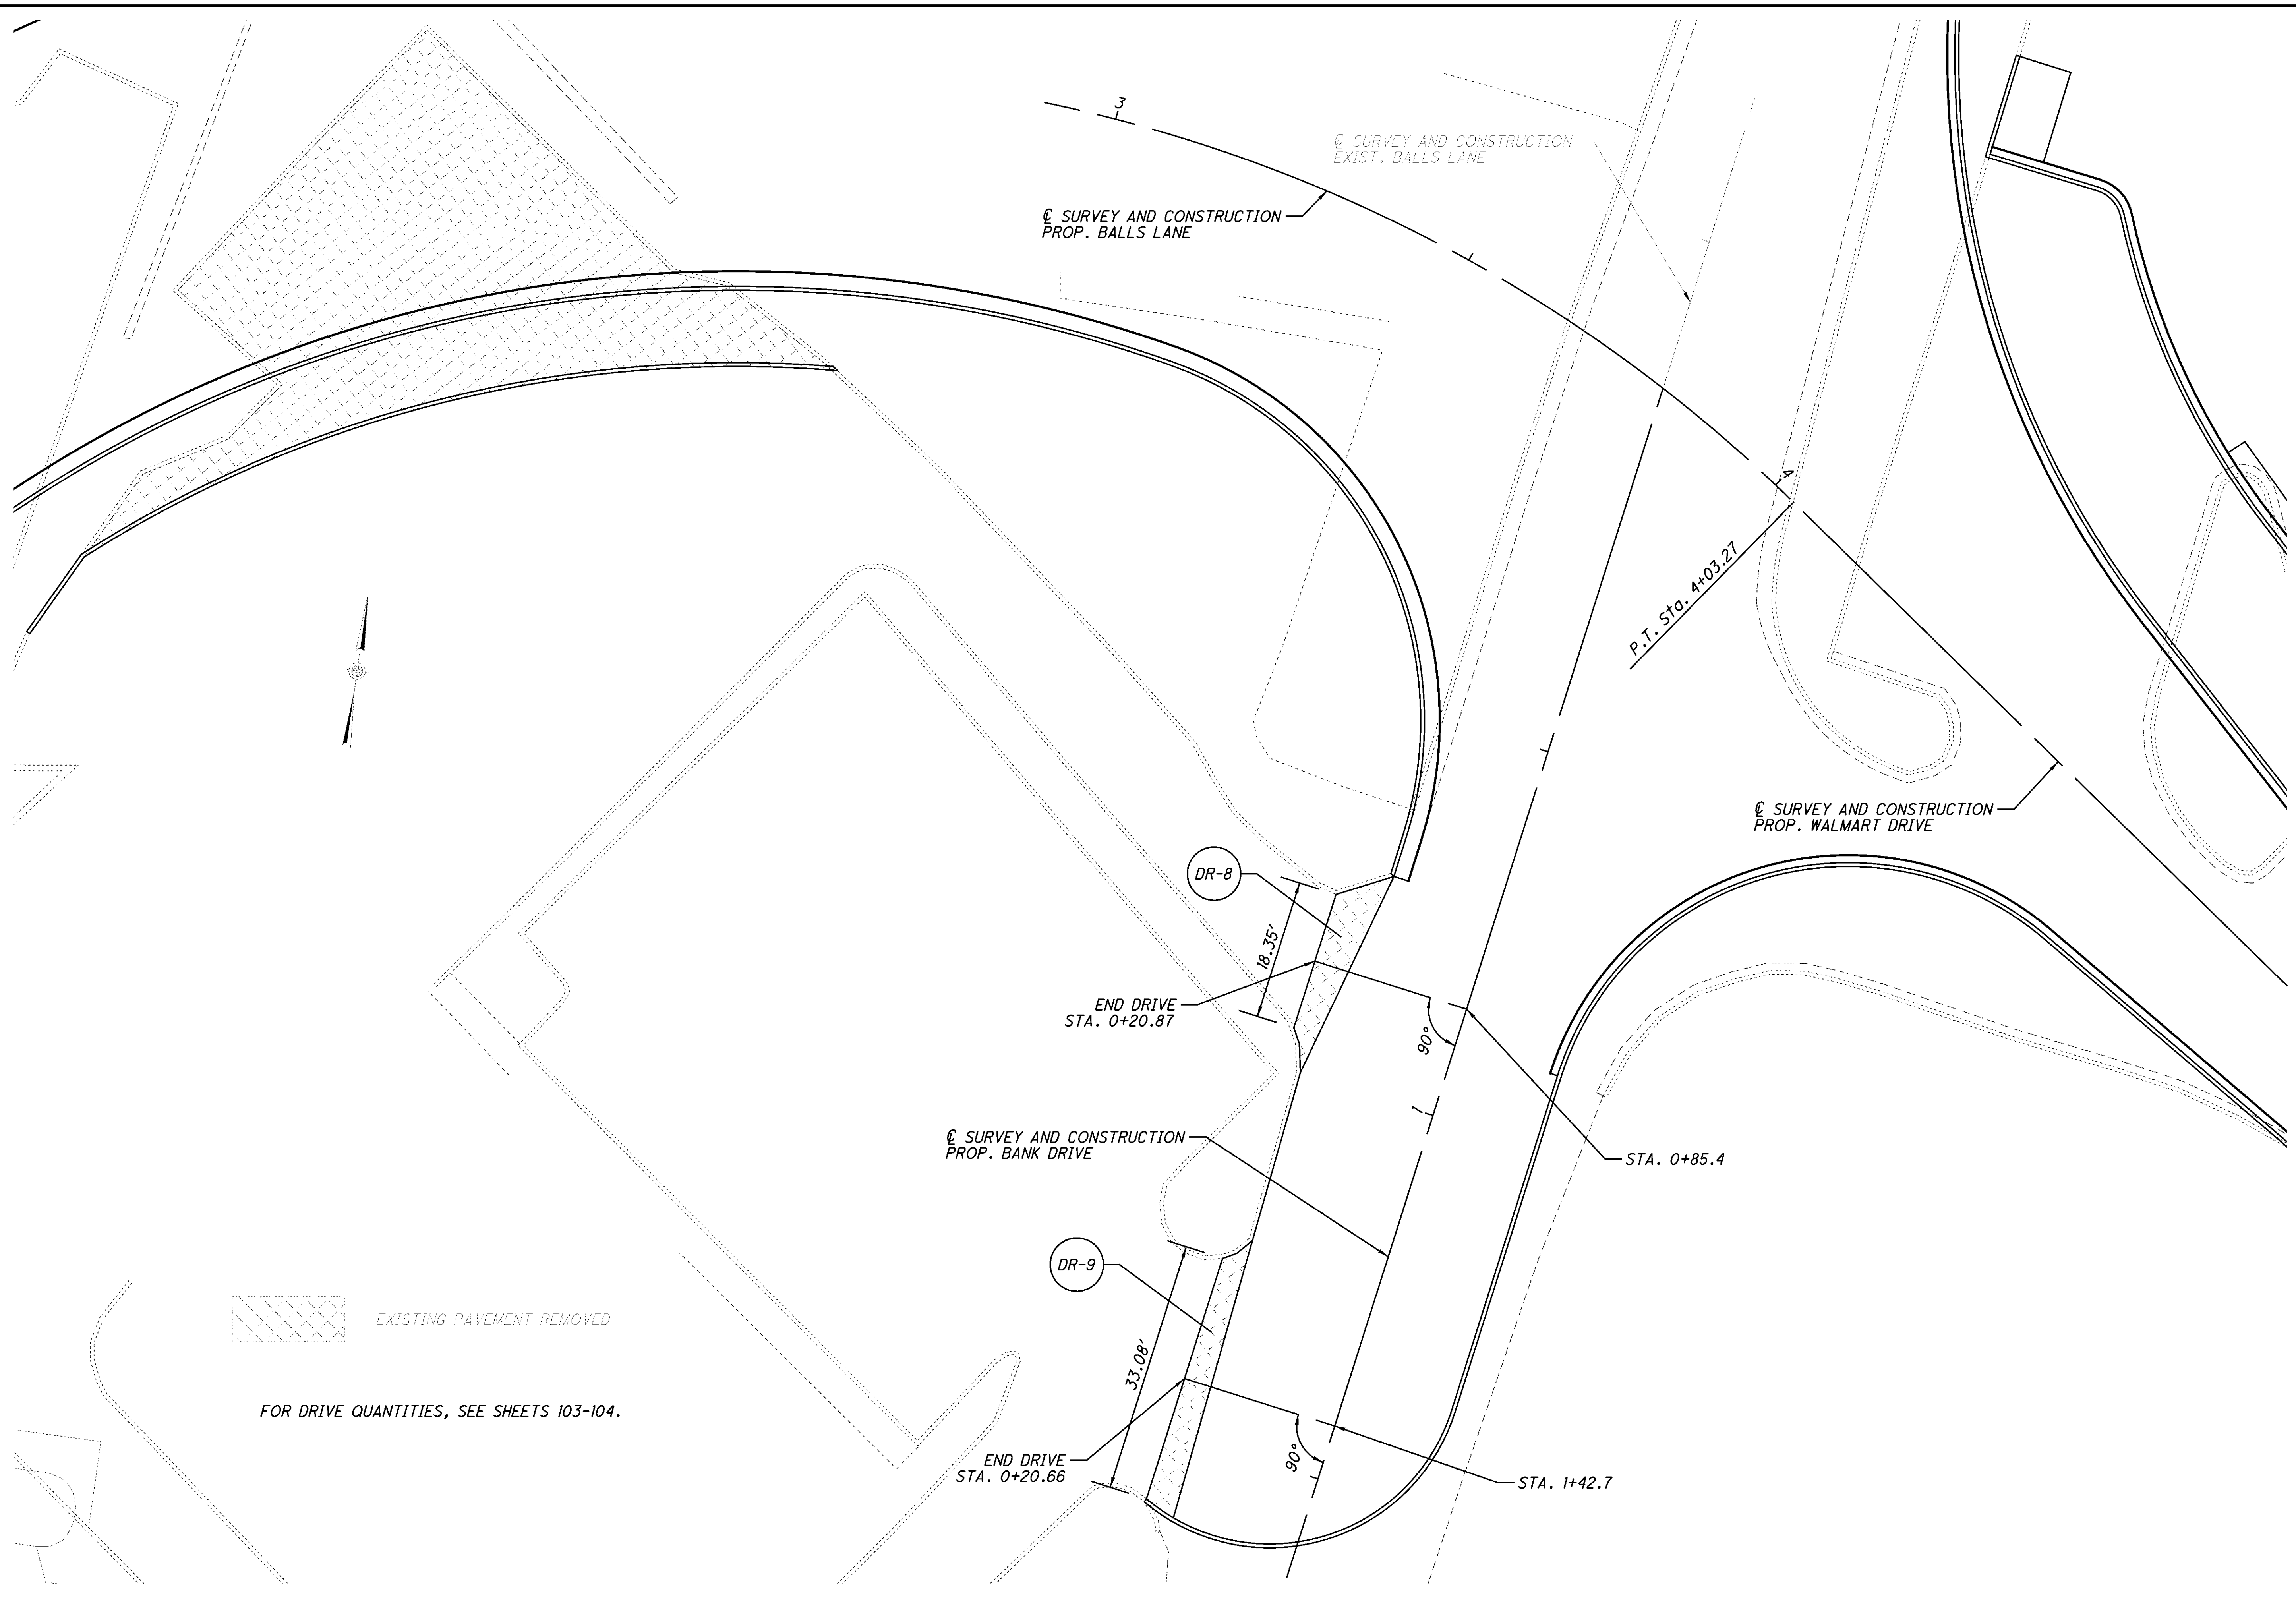 3
℄ SURVEY AND CONSTRUCTION
EXIST. BALLS LANE
℄ SURVEY AND CONSTRUCTION
PROP. BALLS LANE
4
P.T. Sta. 4+03.27
℄ SURVEY AND CONSTRUCTION
PROP. WALMART DRIVE
DR-8
18.35'
END DRIVE
STA. 0+20.87
90°
1
℄ SURVEY AND CONSTRUCTION
PROP. BANK DRIVE
STA. 0+85.4
DR-9
- EXISTING PAVEMENT REMOVED
33.08'
FOR DRIVE QUANTITIES, SEE SHEETS 103-104.
END DRIVE
STA. 0+20.66
90°
STA. 1+42.7